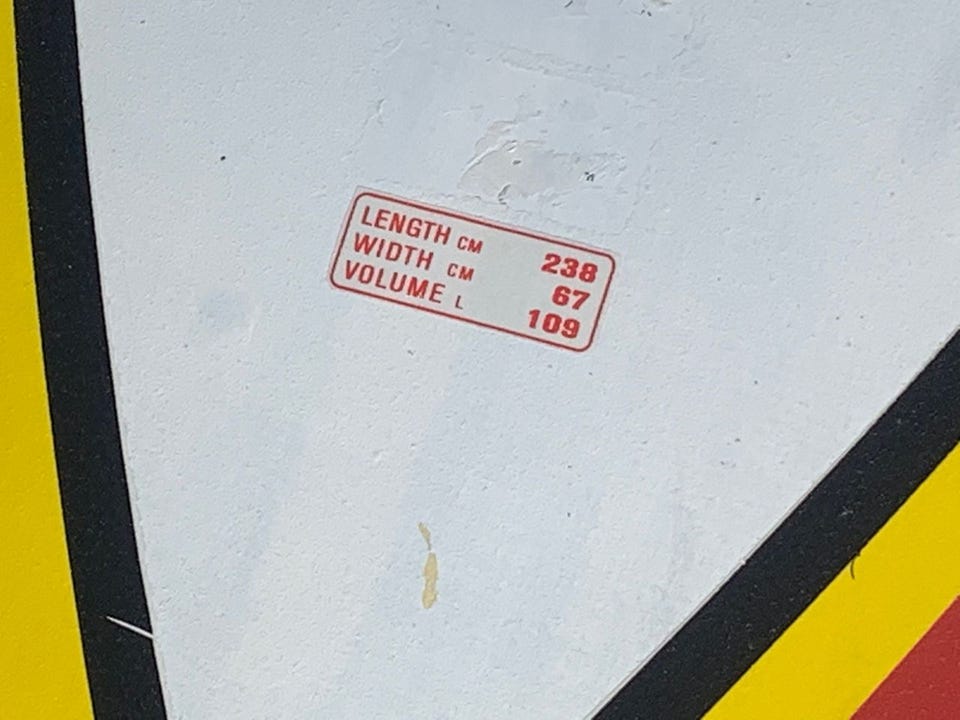 LENGTH CM 238
WIDTH CM 67
VOLUME L 109